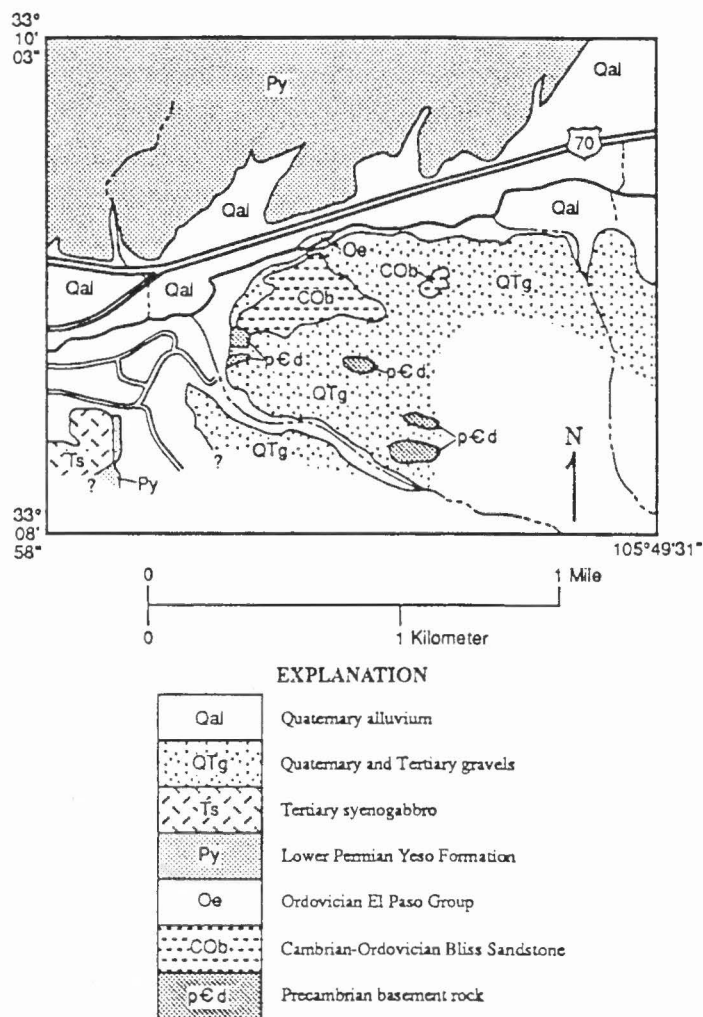 33°
10'
03"
Py
Qal
70
Qal
Qal
Oe
COb
QTg
COb
Qal
Qal
p€d
p€d
QTg
p€d
N
QTg
?
Ts
?
Py
33°
08'
58"
105°49'31"
0 1 Mile
0 1 Kilometer
EXPLANATION
Qal Quaternary alluvium
QTg Quaternary and Tertiary gravels
Ts Tertiary syenogabbro
Py Lower Permian Yeso Formation
Oe Ordovician El Paso Group
COb Cambrian-Ordovician Bliss Sandstone
p€d Precambrian basement rock